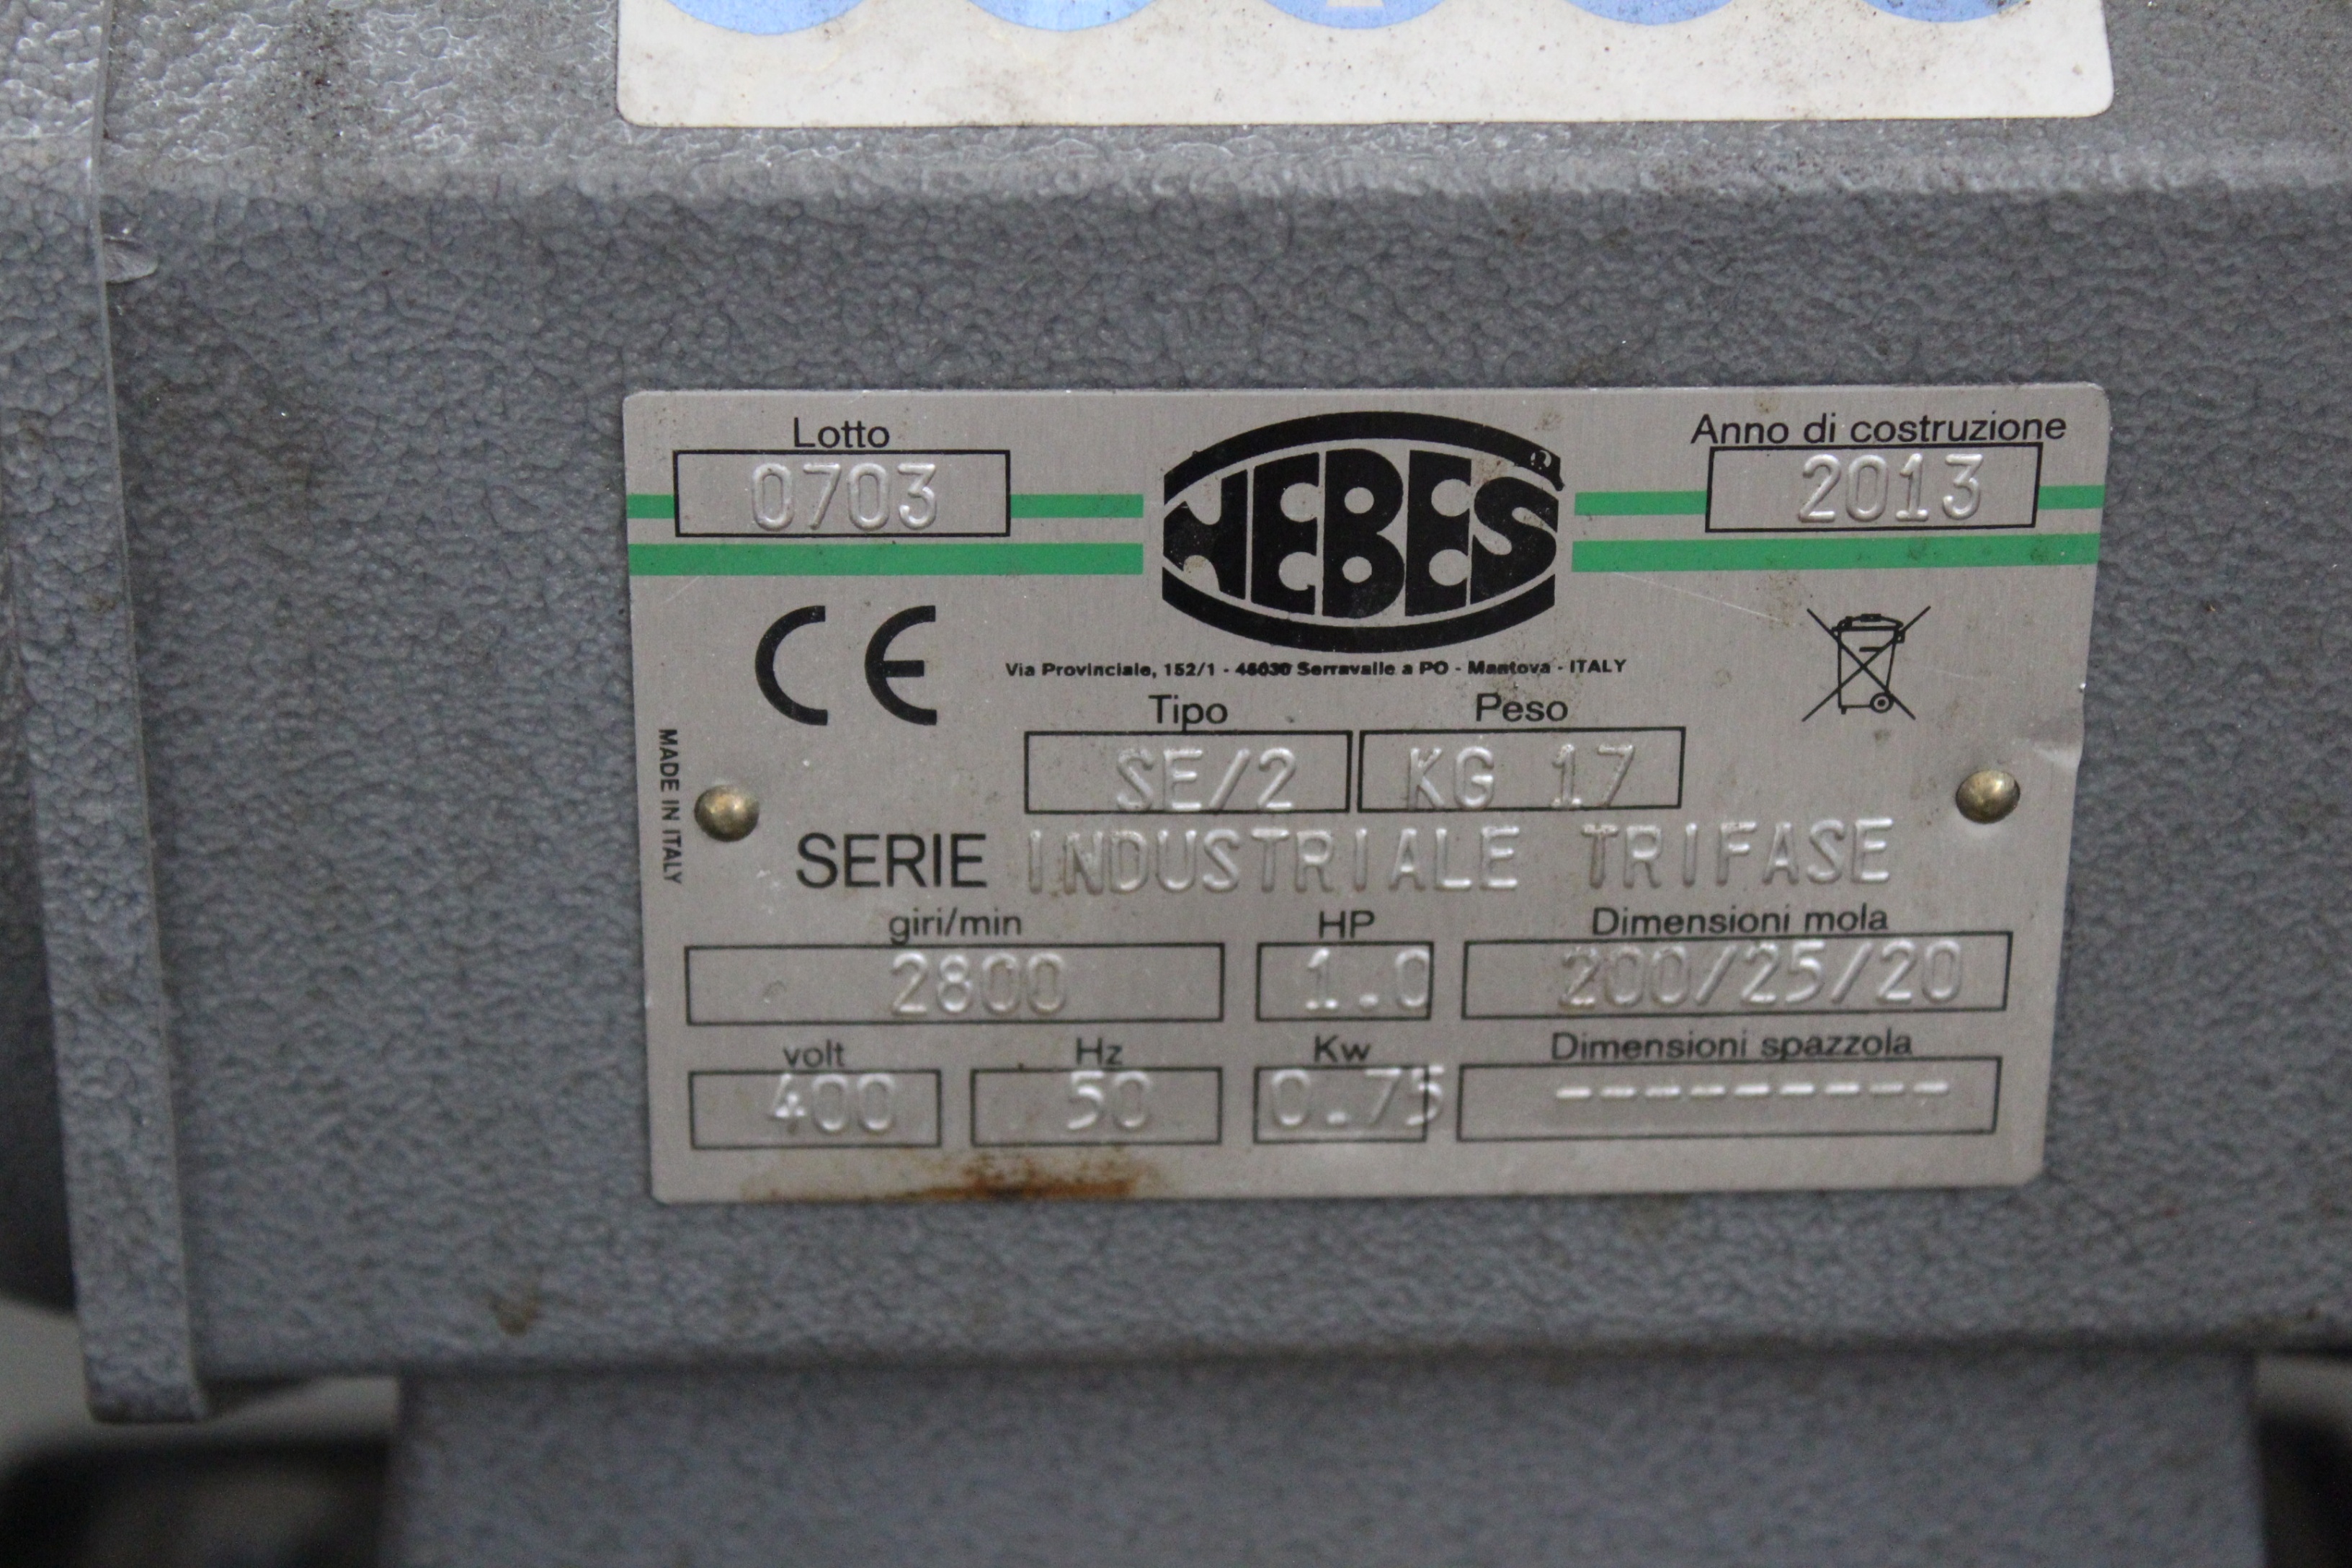 Lotto
0703
HEBES®
Anno di costruzione
2013
CE
Via Provinciale, 152/1 - 46030 Serravalle a PO - Mantova - ITALY
Tipo Peso
SE/2 KG 17
MADE IN ITALY
SERIE INDUSTRIALE TRIFASE
giri/min HP Dimensioni mola
2800 1.0 200/25/20
volt Hz Kw Dimensioni spazzola
400 50 0.75 ---------